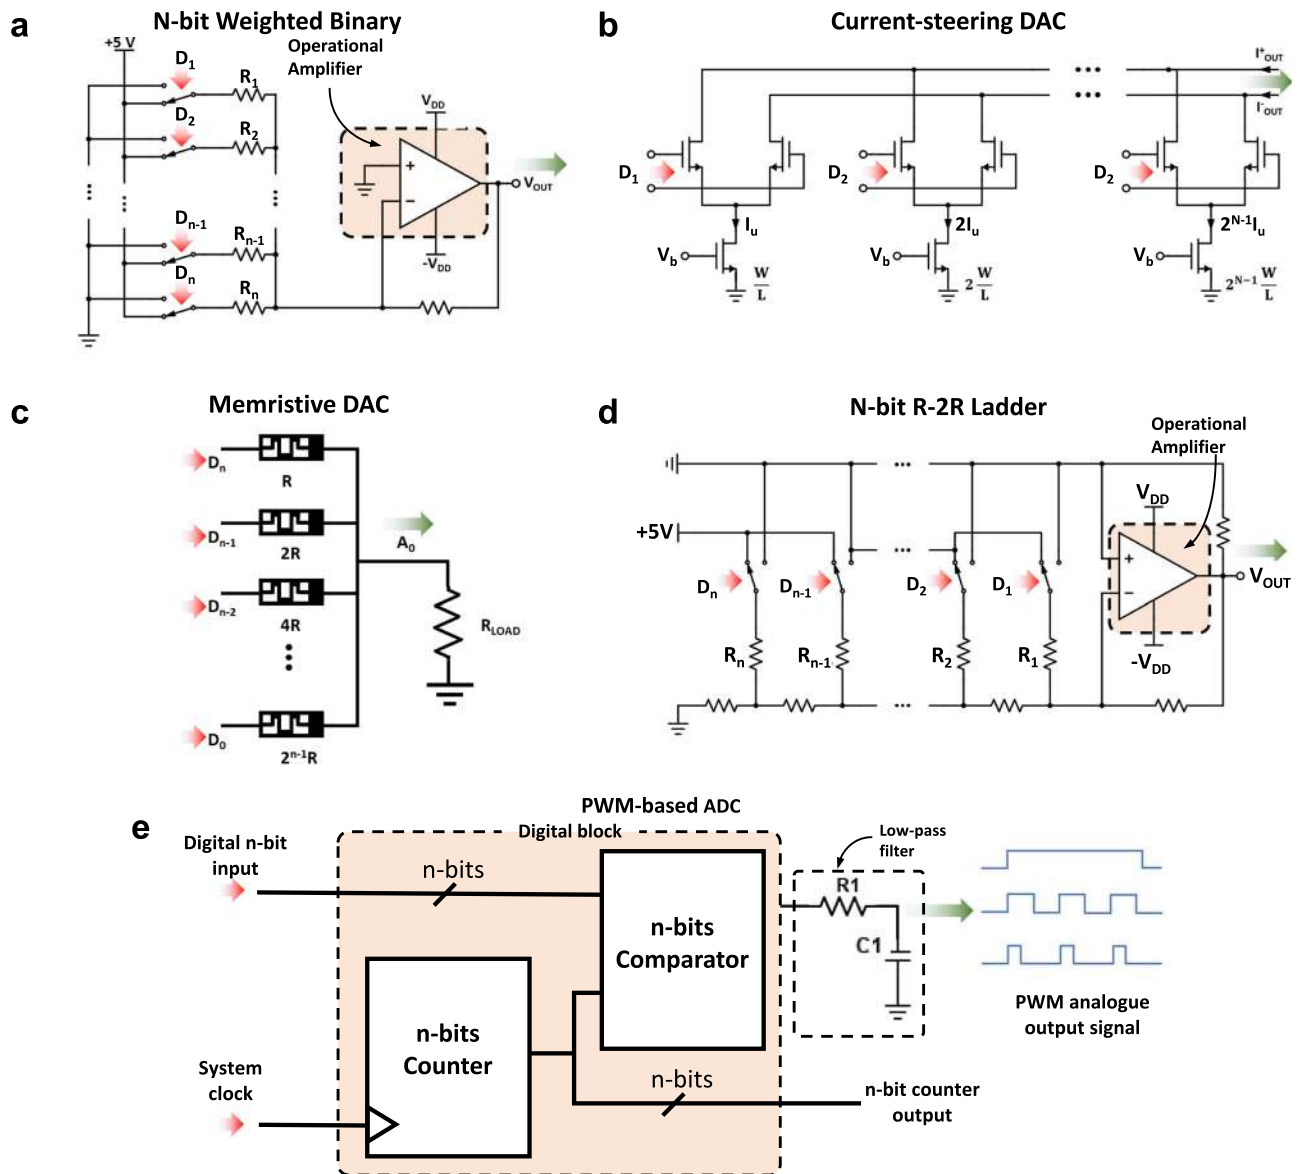 a
N-bit Weighted Binary
+5 V
Operational
Amplifier
D1
R1
D2
R2
VDD
+
−
VOUT
-VDD
...
...
...
Dn-1
Rn-1
Dn
Rn
b
Current-steering DAC
...
...
I+OUT
I-OUT
D1
D2
D2
Iu
2Iu
2N-1Iu
Vb
Vb
Vb
W
L
2 W
L
2N−1 W
L
c
Memristive DAC
Dn
R
Dn-1
2R
Dn-2
4R
D0
2n-1R
A0
RLOAD
d
N-bit R-2R Ladder
Operational
Amplifier
...
+5V
VDD
...
Dn
Dn-1
D2
D1
+
−
VOUT
-VDD
Rn
Rn-1
R2
R1
...
e
PWM-based ADC
Digital block
Digital n-bit
input
n-bits
n-bits
Comparator
n-bits
Counter
System
clock
n-bits
n-bit counter
output
Low-pass
filter
R1
C1
PWM analogue
output signal